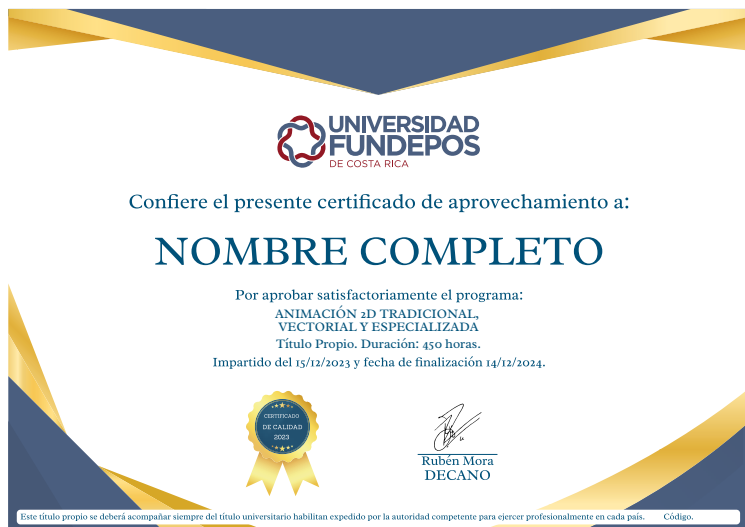 UNIVERSIDAD
FUNDEPOS
DE COSTA RICA
Confiere el presente certificado de aprovechamiento a:
NOMBRE COMPLETO
Por aprobar satisfactoriamente el programa:
ANIMACIÓN 2D TRADICIONAL,
VECTORIAL Y ESPECIALIZADA
Título Propio. Duración: 450 horas.
Impartido del 15/12/2023 y fecha de finalización 14/12/2024.
CERTIFICADO
DE CALIDAD
2023
Rubén Mora
DECANO
Este título propio se deberá acompañar siempre del título universitario habilitan expedido por la autoridad competente para ejercer profesionalmente en cada país. Código.